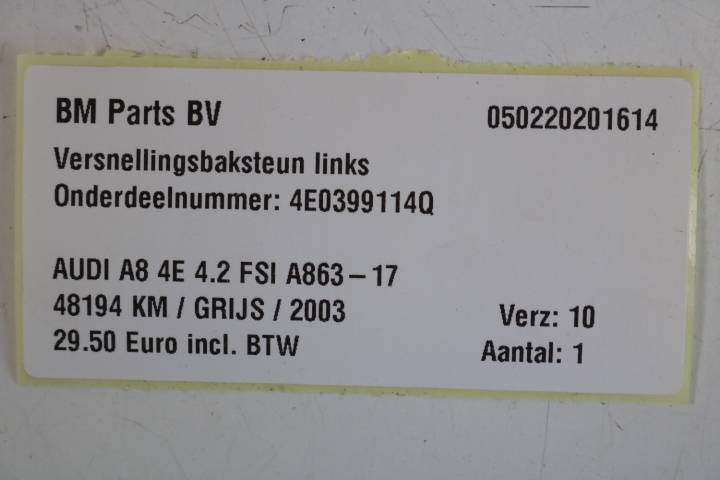 BM Parts BV 050220201614
Versnellingsbaksteun links
Onderdeelnummer: 4E0399114Q
AUDI A8 4E 4.2 FSI A863-17
48194 KM / GRIJS / 2003 Verz: 10
29.50 Euro incl. BTW Aantal: 1